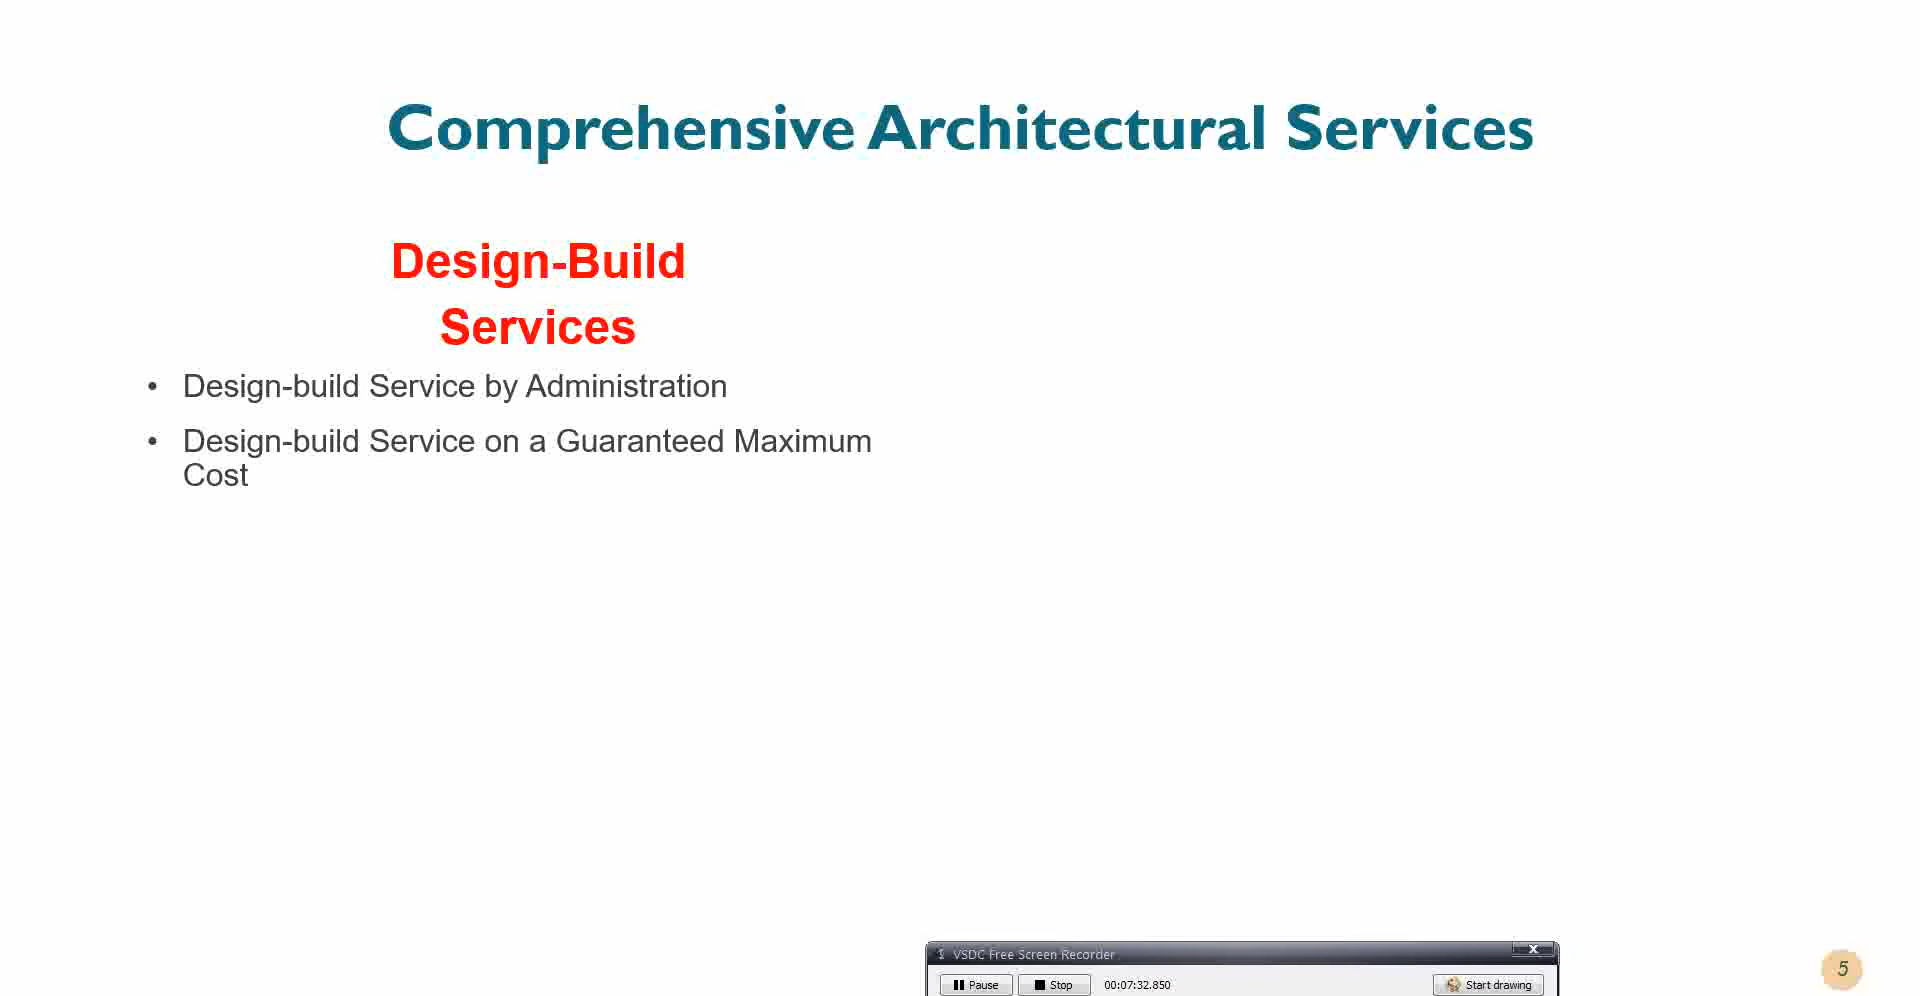 Comprehensive Architectural Services
Design-Build
Services
• Design-build Service by Administration
• Design-build Service on a Guaranteed Maximum
Cost
VSDC Free Screen Recorder
Pause Stop 00:07:32.850 Start drawing
5